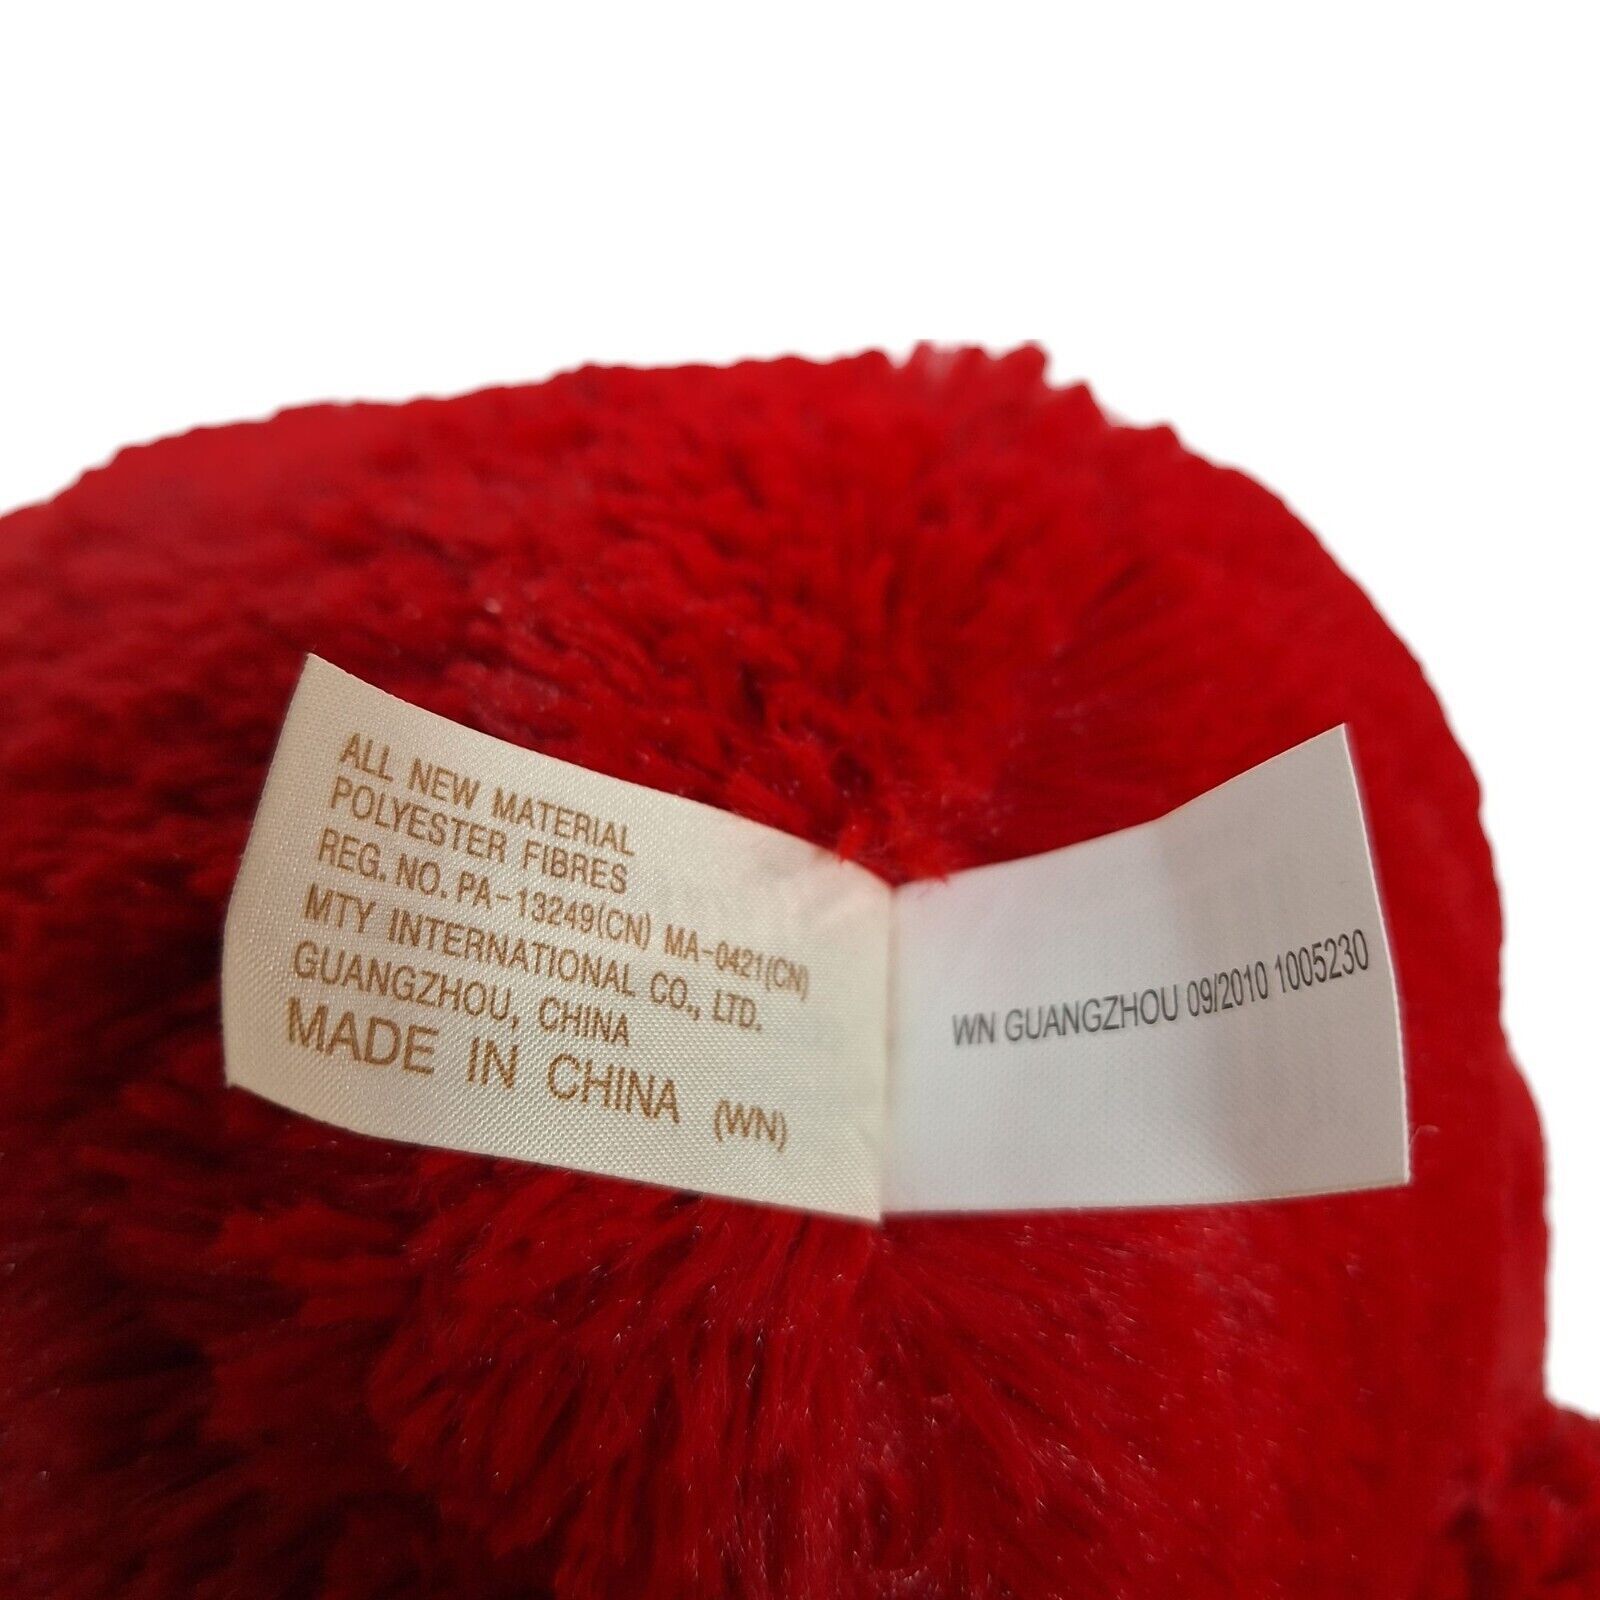 ALL NEW MATERIAL
POLYESTER FIBRES
REG. NO. PA-13249(CN) MA-0421(CN)
MTY INTERNATIONAL CO., LTD.
GUANGZHOU, CHINA
MADE IN CHINA (WN)
WN GUANGZHOU 09/2010 1005230